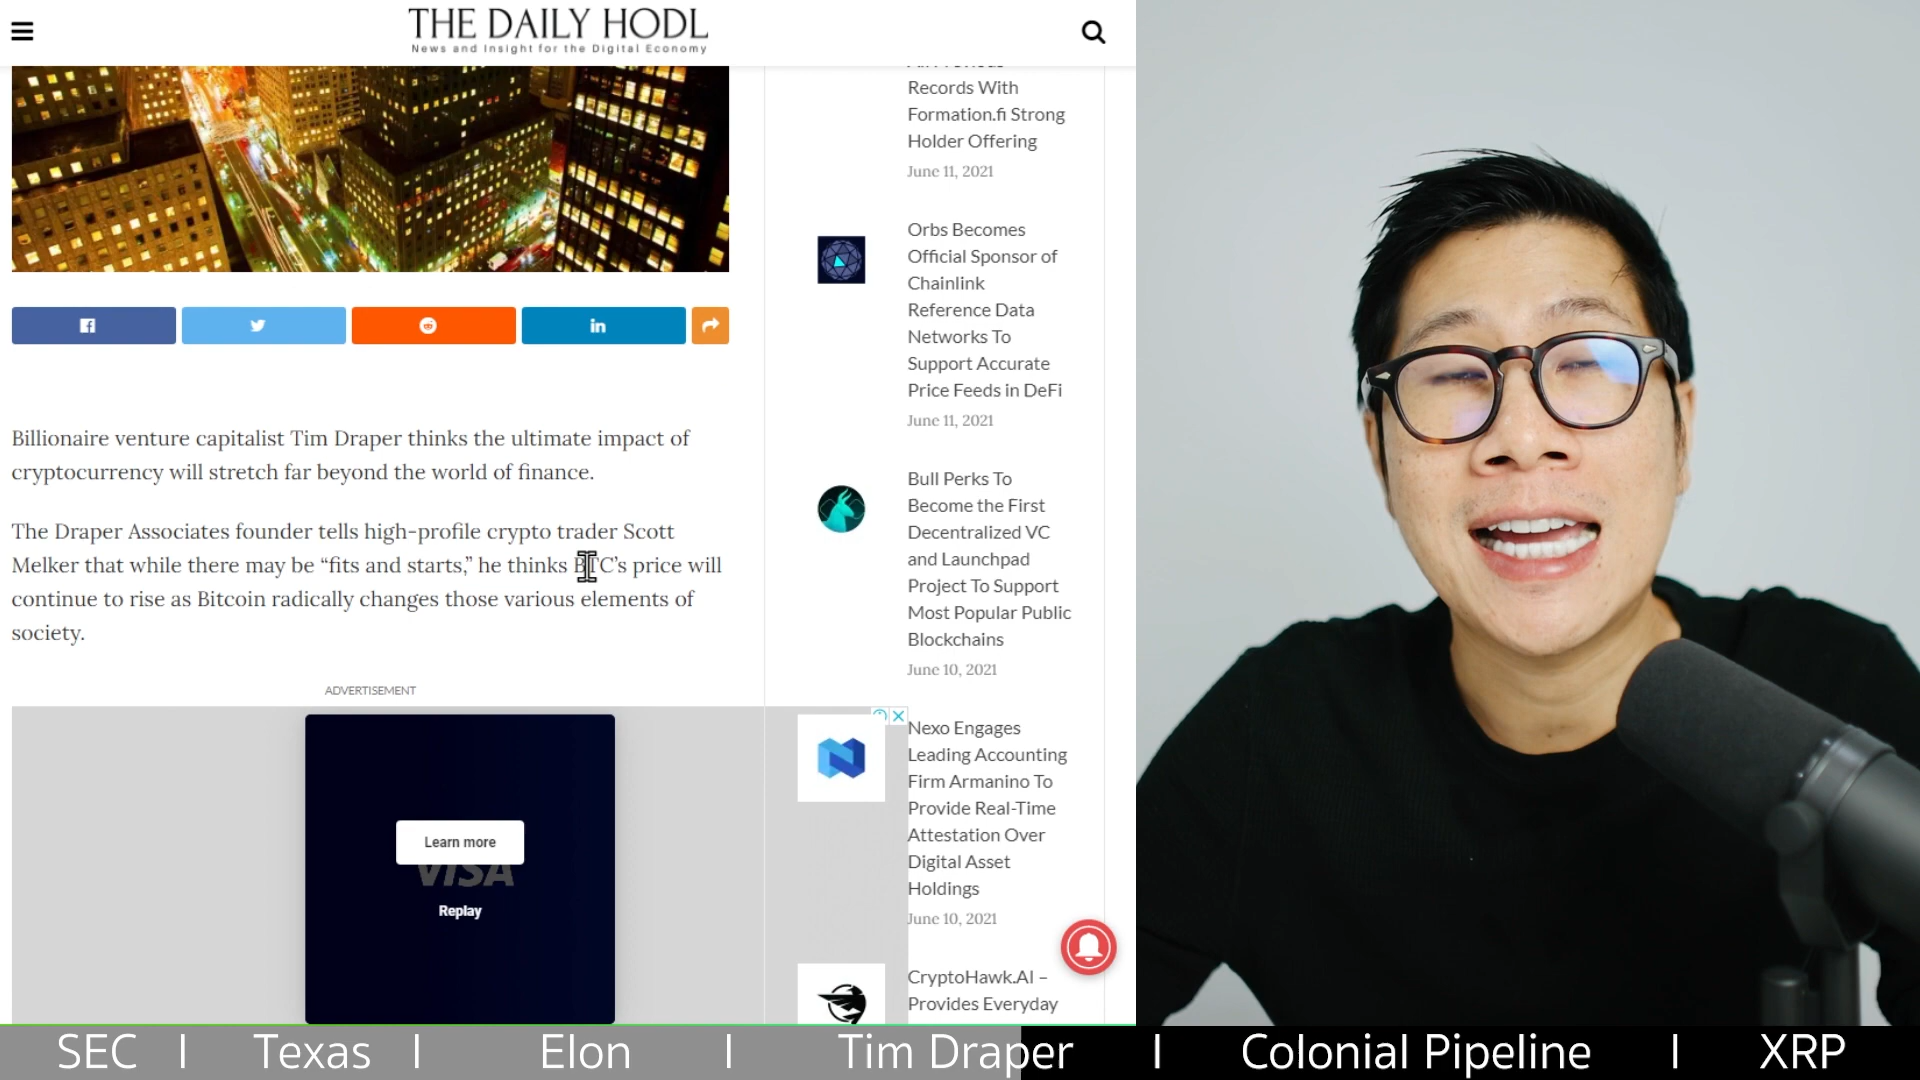 THE DAILY HODL
News and Insight for the Digital Economy
Billionaire venture capitalist Tim Draper thinks the ultimate impact of
cryptocurrency will stretch far beyond the world of finance.
The Draper Associates founder tells high-profile crypto trader Scott
Melker that while there may be “fits and starts,” he thinks BTC’s price will
continue to rise as Bitcoin radically changes those various elements of
society.
ADVERTISEMENT
Learn more
VISA
Replay
Records With
Formation.fi Strong
Holder Offering
June 11, 2021
Orbs Becomes
Official Sponsor of
Chainlink
Reference Data
Networks To
Support Accurate
Price Feeds in DeFi
June 11, 2021
Bull Perks To
Become the First
Decentralized VC
and Launchpad
Project To Support
Most Popular Public
Blockchains
June 10, 2021
Nexo Engages
Leading Accounting
Firm Armanino To
Provide Real-Time
Attestation Over
Digital Asset
Holdings
June 10, 2021
CryptoHawk.AI –
Provides Everyday
SEC | Texas | Elon | Tim Draper | Colonial Pipeline | XRP